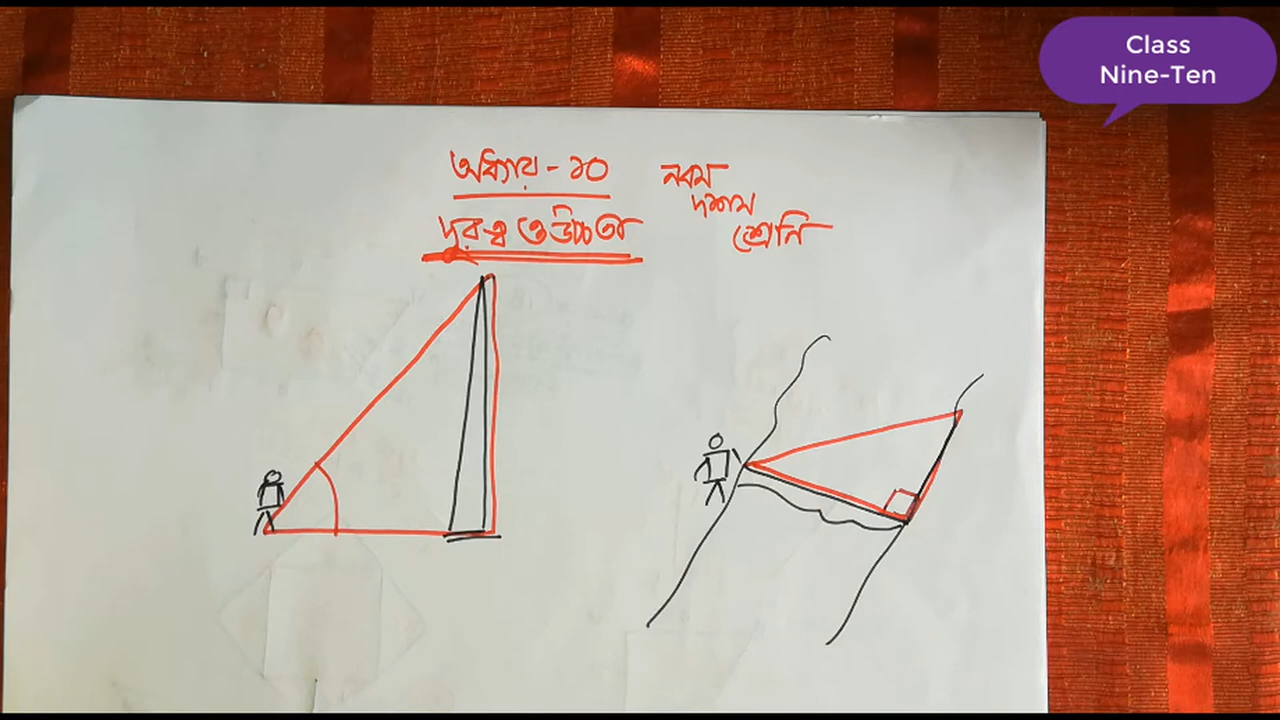 অধ্যায় - ১০
দূরত্ব ও উচ্চতা
নবম
দশম
শ্রেনি
Class
Nine-Ten